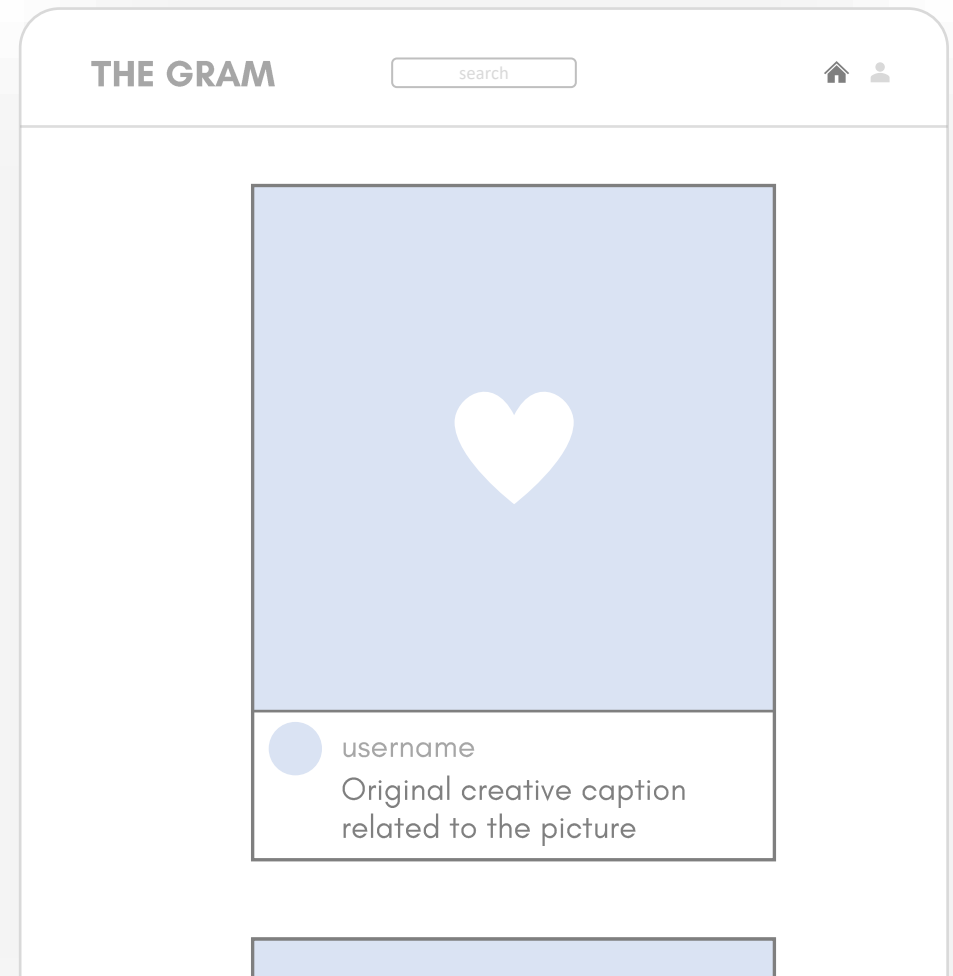 THE GRAM
search
username
Original creative caption
related to the picture